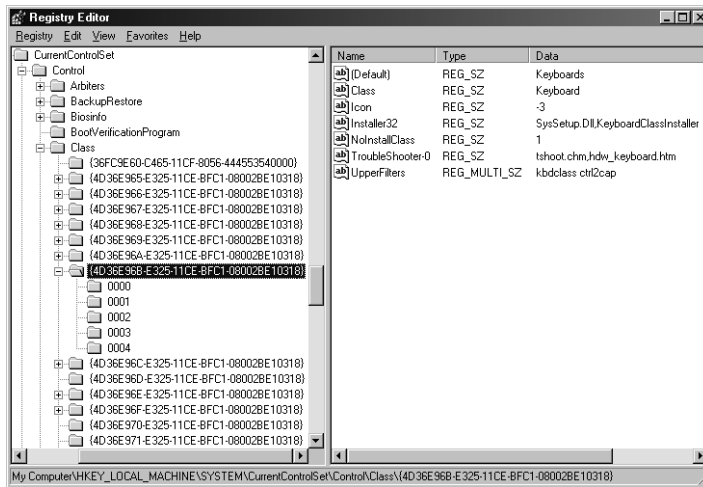 Registry Editor
Registry Edit View Favorites Help
CurrentControlSet
Control
Arbiters
BackupRestore
Biosinfo
BootVerificationProgram
Class
{36FC9E60-C465-11CF-8056-444553540000}
{4D36E965-E325-11CE-BFC1-08002BE10318}
{4D36E966-E325-11CE-BFC1-08002BE10318}
{4D36E967-E325-11CE-BFC1-08002BE10318}
{4D36E968-E325-11CE-BFC1-08002BE10318}
{4D36E969-E325-11CE-BFC1-08002BE10318}
{4D36E96A-E325-11CE-BFC1-08002BE10318}
{4D36E96B-E325-11CE-BFC1-08002BE10318}
0000
0001
0002
0003
0004
{4D36E96C-E325-11CE-BFC1-08002BE10318}
{4D36E96D-E325-11CE-BFC1-08002BE10318}
{4D36E96E-E325-11CE-BFC1-08002BE10318}
{4D36E96F-E325-11CE-BFC1-08002BE10318}
{4D36E970-E325-11CE-BFC1-08002BE10318}
{4D36E971-E325-11CE-BFC1-08002BE10318}
Name Type Data
(Default) REG_SZ Keyboards
Class REG_SZ Keyboard
Icon REG_SZ -3
Installer32 REG_SZ SysSetup.Dll,KeyboardClassInstaller
NoInstallClass REG_SZ 1
TroubleShooter-0 REG_SZ tshoot.chm,hdw_keyboard.htm
UpperFilters REG_MULTI_SZ kbdclass ctrl2cap
My Computer\HKEY_LOCAL_MACHINE\SYSTEM\CurrentControlSet\Control\Class\{4D36E96B-E325-11CE-BFC1-08002BE10318}